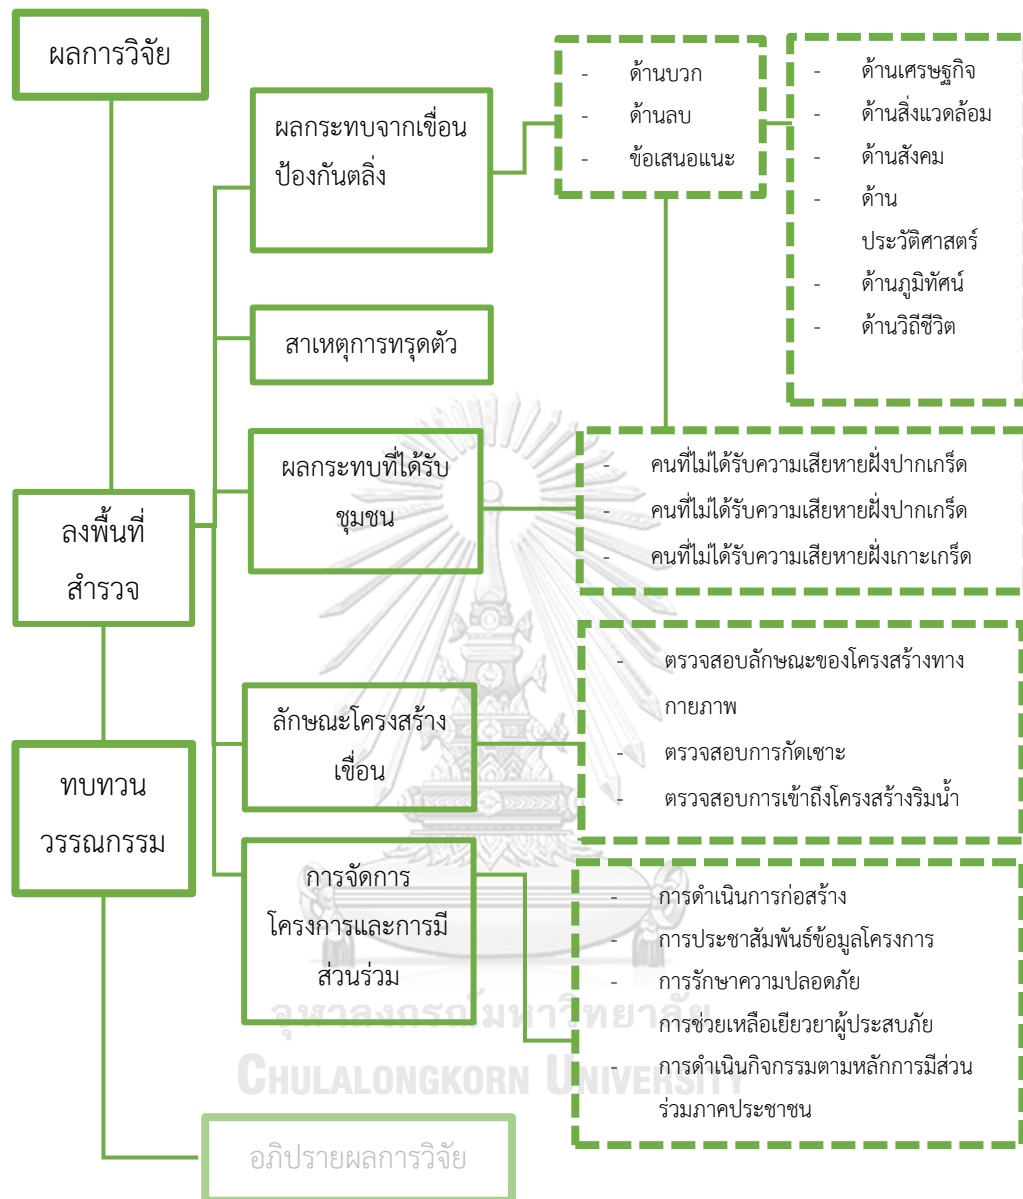 ผลการวิจัย
ผลกระทบจากเขื่อน
ป้องกันตลิ่ง
- ด้านบวก
- ด้านลบ
- ข้อเสนอแนะ
- ด้านเศรษฐกิจ
- ด้านสิ่งแวดล้อม
- ด้านสังคม
- ด้าน
ประวัติศาสตร์
- ด้านภูมิทัศน์
- ด้านวิถีชีวิต
สาเหตุการทรุดตัว
ลงพื้นที่
สำรวจ
ผลกระทบที่ได้รับ
ชุมชน
- คนที่ไม่ได้รับความเสียหายฝั่งปากเกร็ด
- คนที่ไม่ได้รับความเสียหายฝั่งปากเกร็ด
- คนที่ไม่ได้รับความเสียหายฝั่งเกาะเกร็ด
ลักษณะโครงสร้าง
เขื่อน
- ตรวจสอบลักษณะของโครงสร้างทาง
กายภาพ
- ตรวจสอบการกัดเซาะ
- ตรวจสอบการเข้าถึงโครงสร้างริมน้ำ
ทบทวน
วรรณกรรม
การจัดการ
โครงการและการมี
ส่วนร่วม
- การดำเนินการก่อสร้าง
- การประชาสัมพันธ์ข้อมูลโครงการ
- การรักษาความปลอดภัย
- การช่วยเหลือเยียวยาผู้ประสบภัย
- การดำเนินกิจกรรมตามหลักการมีส่วน
ร่วมภาคประชาชน
จุฬาลงกรณ์มหาวิทยาลัย
CHULALONGKORN UNIVERSITY
อภิปรายผลการวิจัย